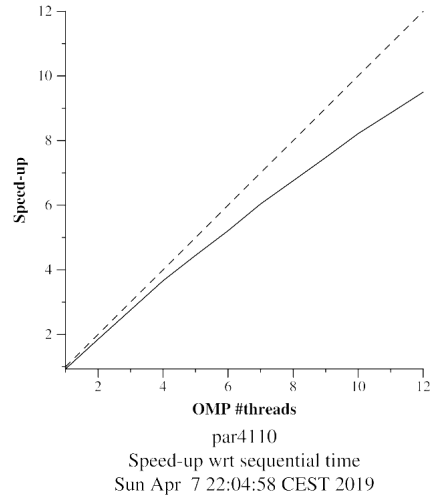 12
10
8
6
4
2
Speed-up
2 4 6 8 10 12
OMP #threads
par4110
Speed-up wrt sequential time
Sun Apr 7 22:04:58 CEST 2019